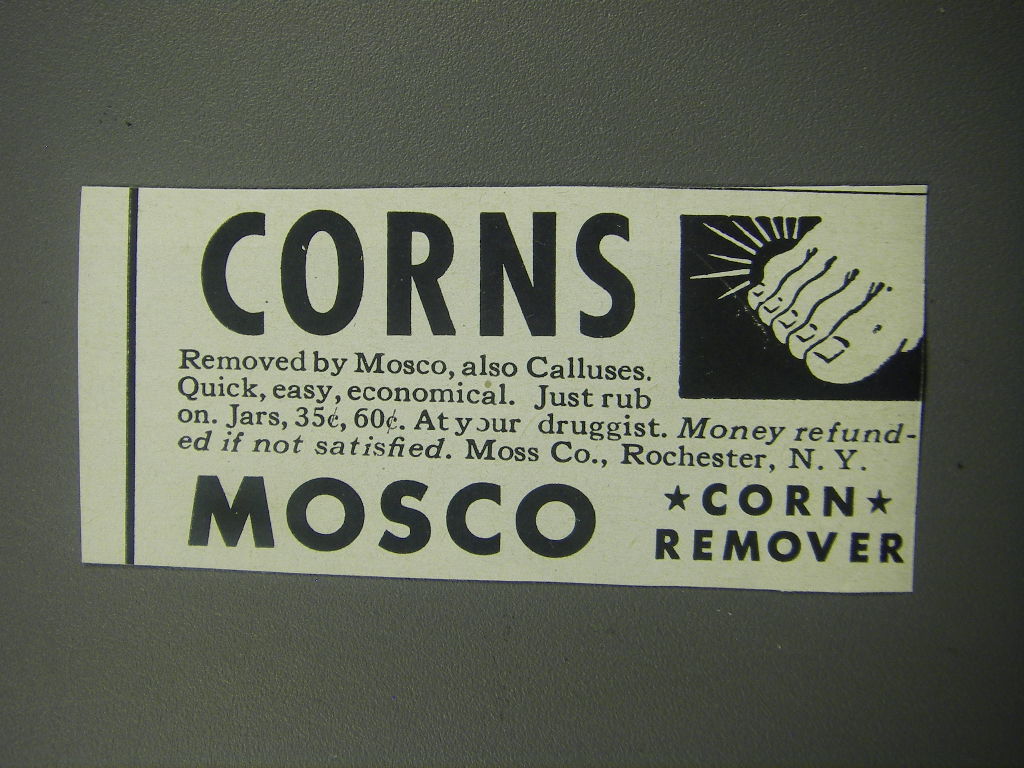 CORNS
Removed by Mosco, also Calluses.
Quick, easy, economical. Just rub
on. Jars, 35¢, 60¢. At your druggist. Money refund-
ed if not satisfied. Moss Co., Rochester, N. Y.
MOSCO
★CORN★
REMOVER